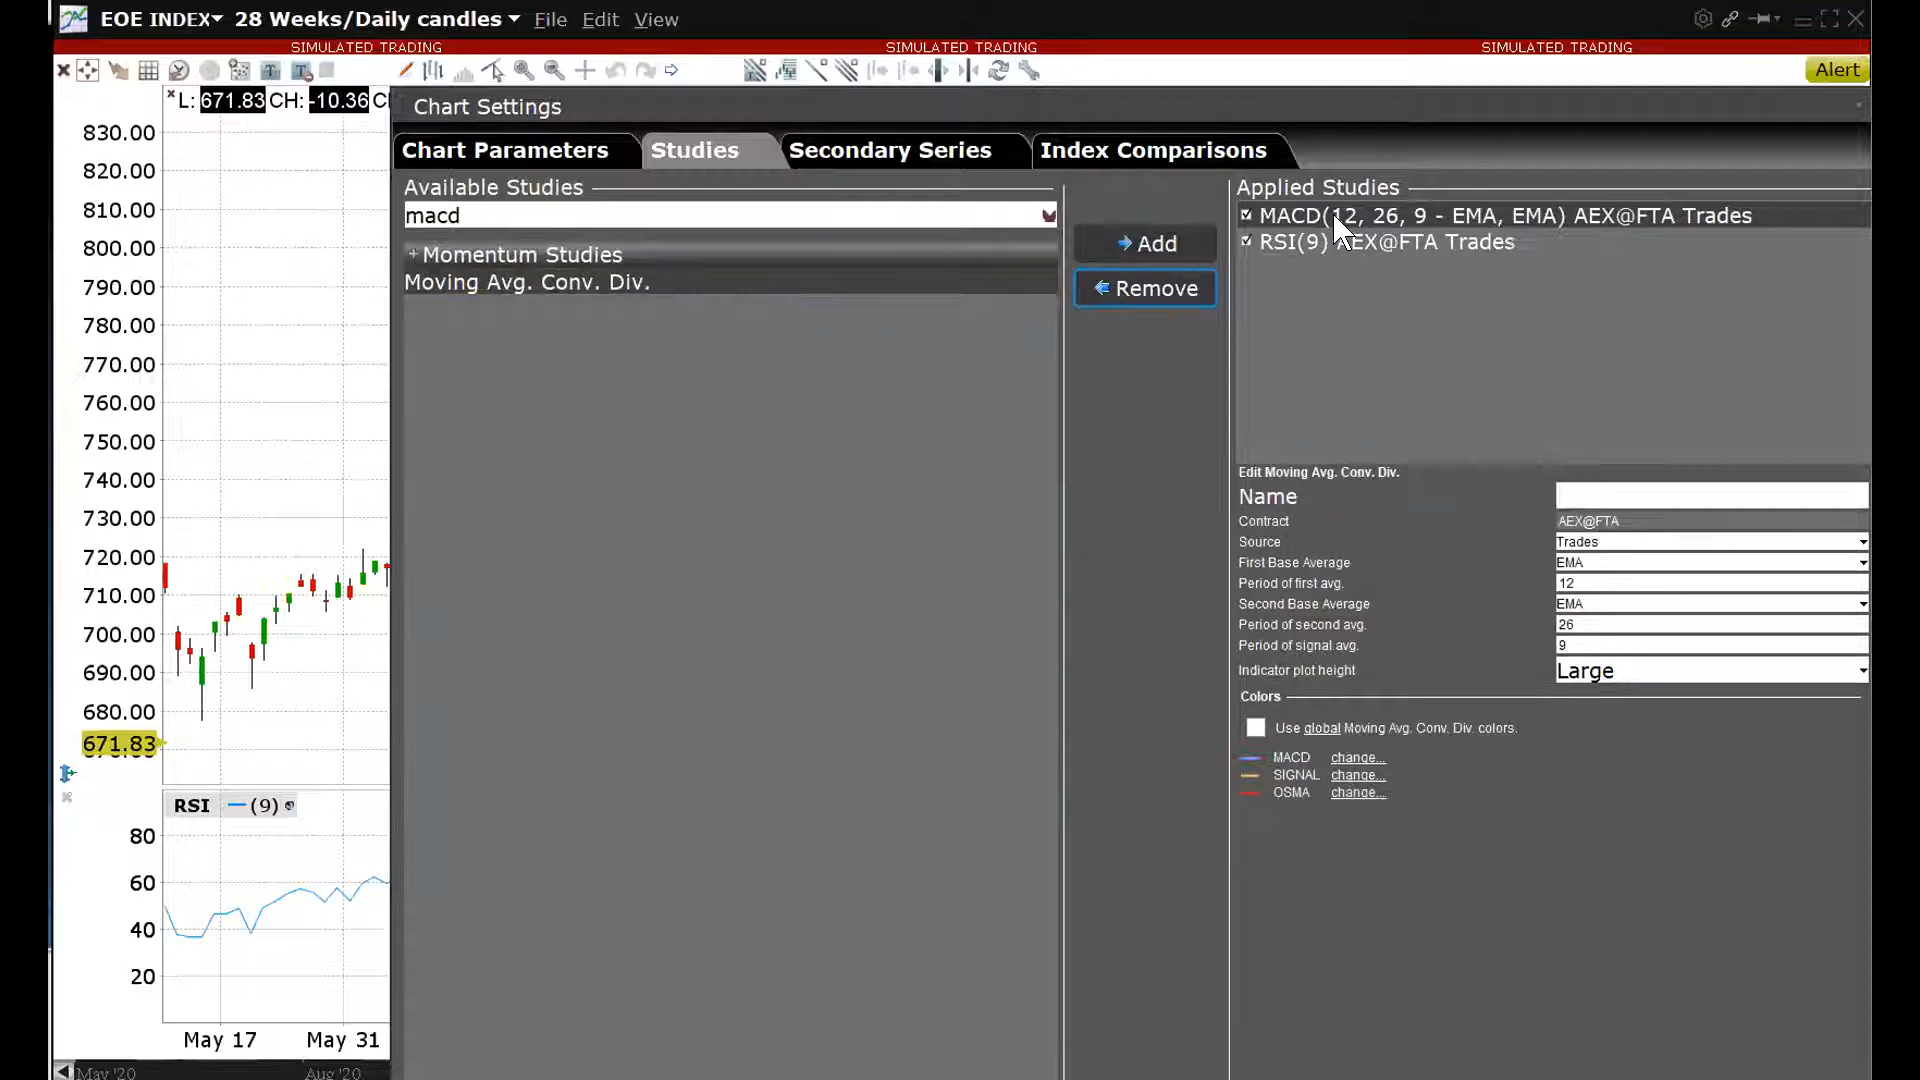 EOE INDEX 28 Weeks/Daily candles File Edit View
SIMULATED TRADING SIMULATED TRADING SIMULATED TRADING
Alert
L: 671.83 CH: -10.36
Chart Settings
Chart Parameters Studies Secondary Series Index Comparisons
Available Studies
macd
+ Momentum Studies
Moving Avg. Conv. Div.
Add
Remove
Applied Studies
MACD(12, 26, 9 - EMA, EMA) AEX@FTA Trades
RSI(9) AEX@FTA Trades
Edit Moving Avg. Conv. Div.
Name
Contract AEX@FTA
Source Trades
First Base Average EMA
Period of first avg. 12
Second Base Average EMA
Period of second avg. 26
Period of signal avg. 9
Indicator plot height Large
Colors
Use global Moving Avg. Conv. Div. colors.
MACD change...
SIGNAL change...
OSMA change...
830.00
820.00
810.00
800.00
790.00
780.00
770.00
760.00
750.00
740.00
730.00
720.00
710.00
700.00
690.00
680.00
671.83
RSI (9)
80
60
40
20
May 17 May 31
May '20 Aug '20